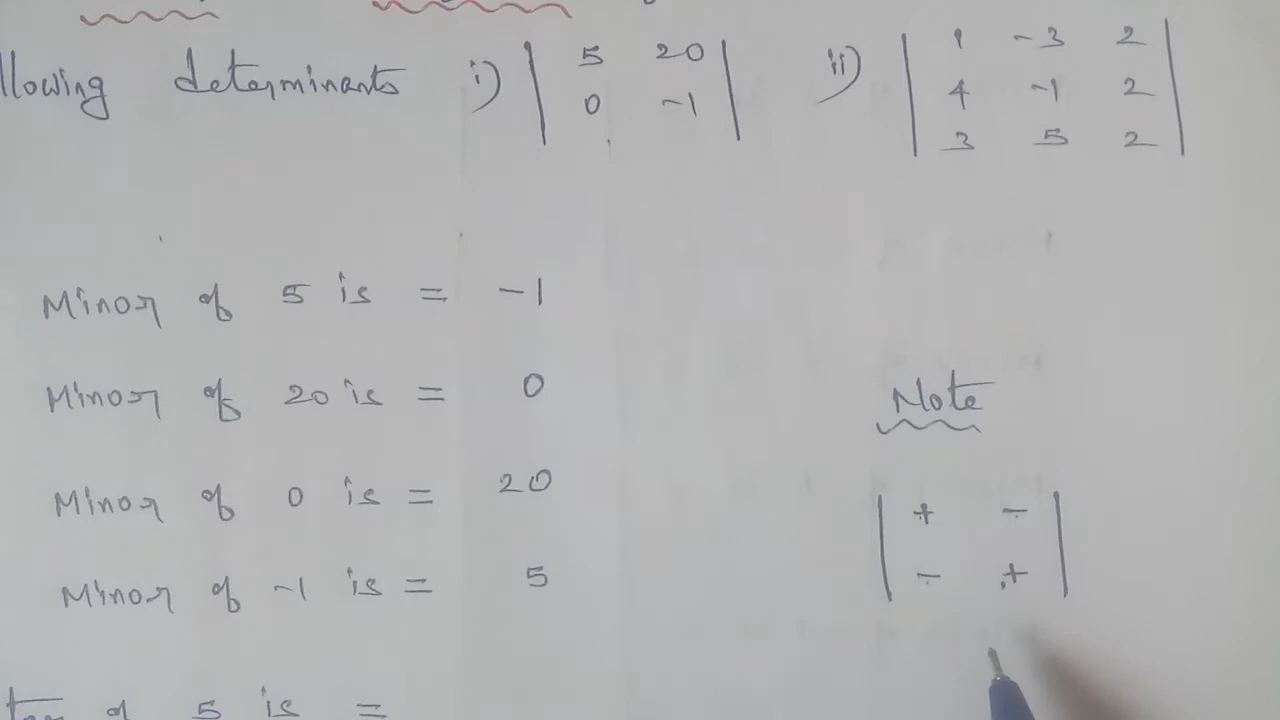 llowing determinants i) | 5 20 | ii) | 1 -3 2 |
| 0 -1 | | 4 -1 2 |
| 3 5 2 |
Minor of 5 is = -1
Minor of 20 is = 0
Note
Minor of 0 is = 20
| + - |
Minor of -1 is = 5
| - + |
of 5 is =